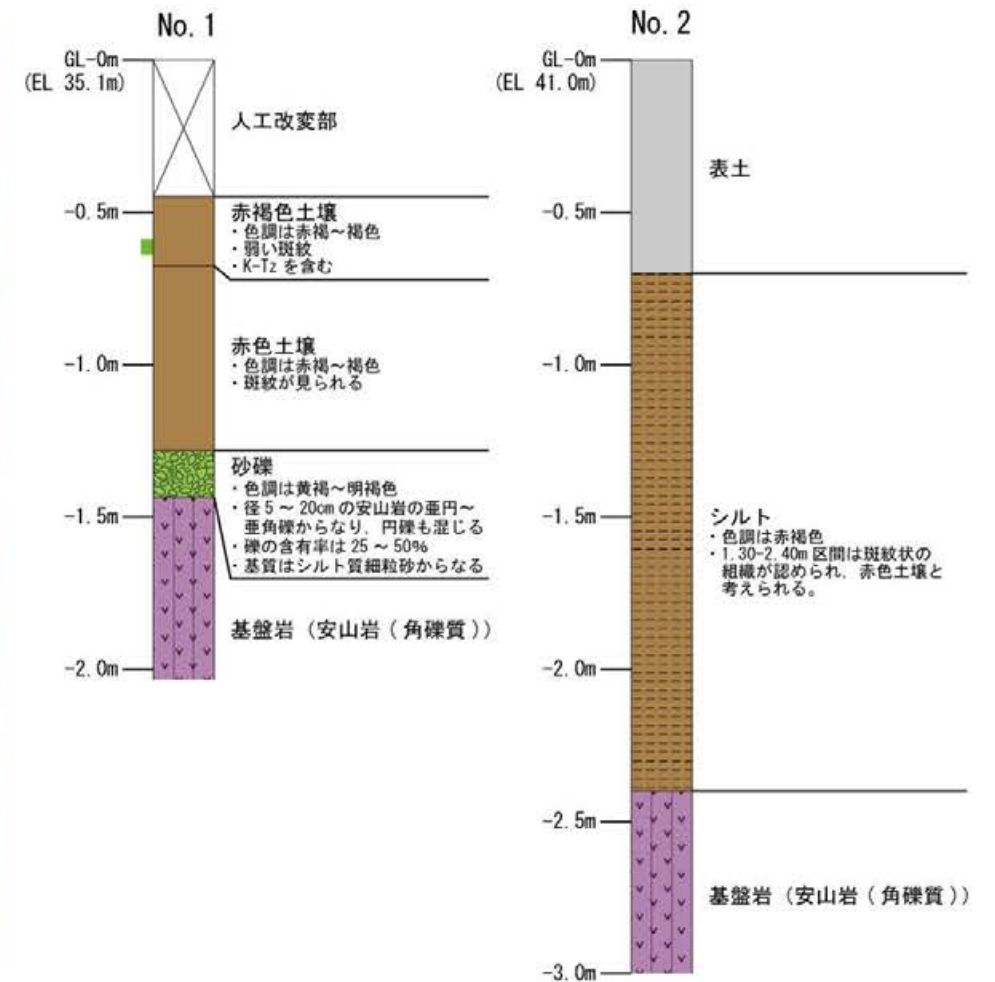 No. 1
GL-0m
(EL 35.1m)
人工改変部
-0.5m
赤褐色土壌
・色調は赤褐～褐色
・弱い斑紋
・K-Tz を含む
-1.0m
赤色土壌
・色調は赤褐～褐色
・斑紋が見られる
砂礫
・色調は黄褐～明褐色
・径 5 ～ 20cm の安山岩の亜円～
亜角礫からなり，円礫も混じる
・礫の含有率は 25 ～ 50%
・基質はシルト質細粒砂からなる
-1.5m
基盤岩（安山岩（角礫質））
-2.0m
No. 2
GL-0m
(EL 41.0m)
表土
-0.5m
-1.0m
-1.5m
シルト
・色調は赤褐色
・1.30-2.40m 区間は斑紋状の
組織が認められ，赤色土壌と
考えられる。
-2.0m
-2.5m
基盤岩（安山岩（角礫質））
-3.0m